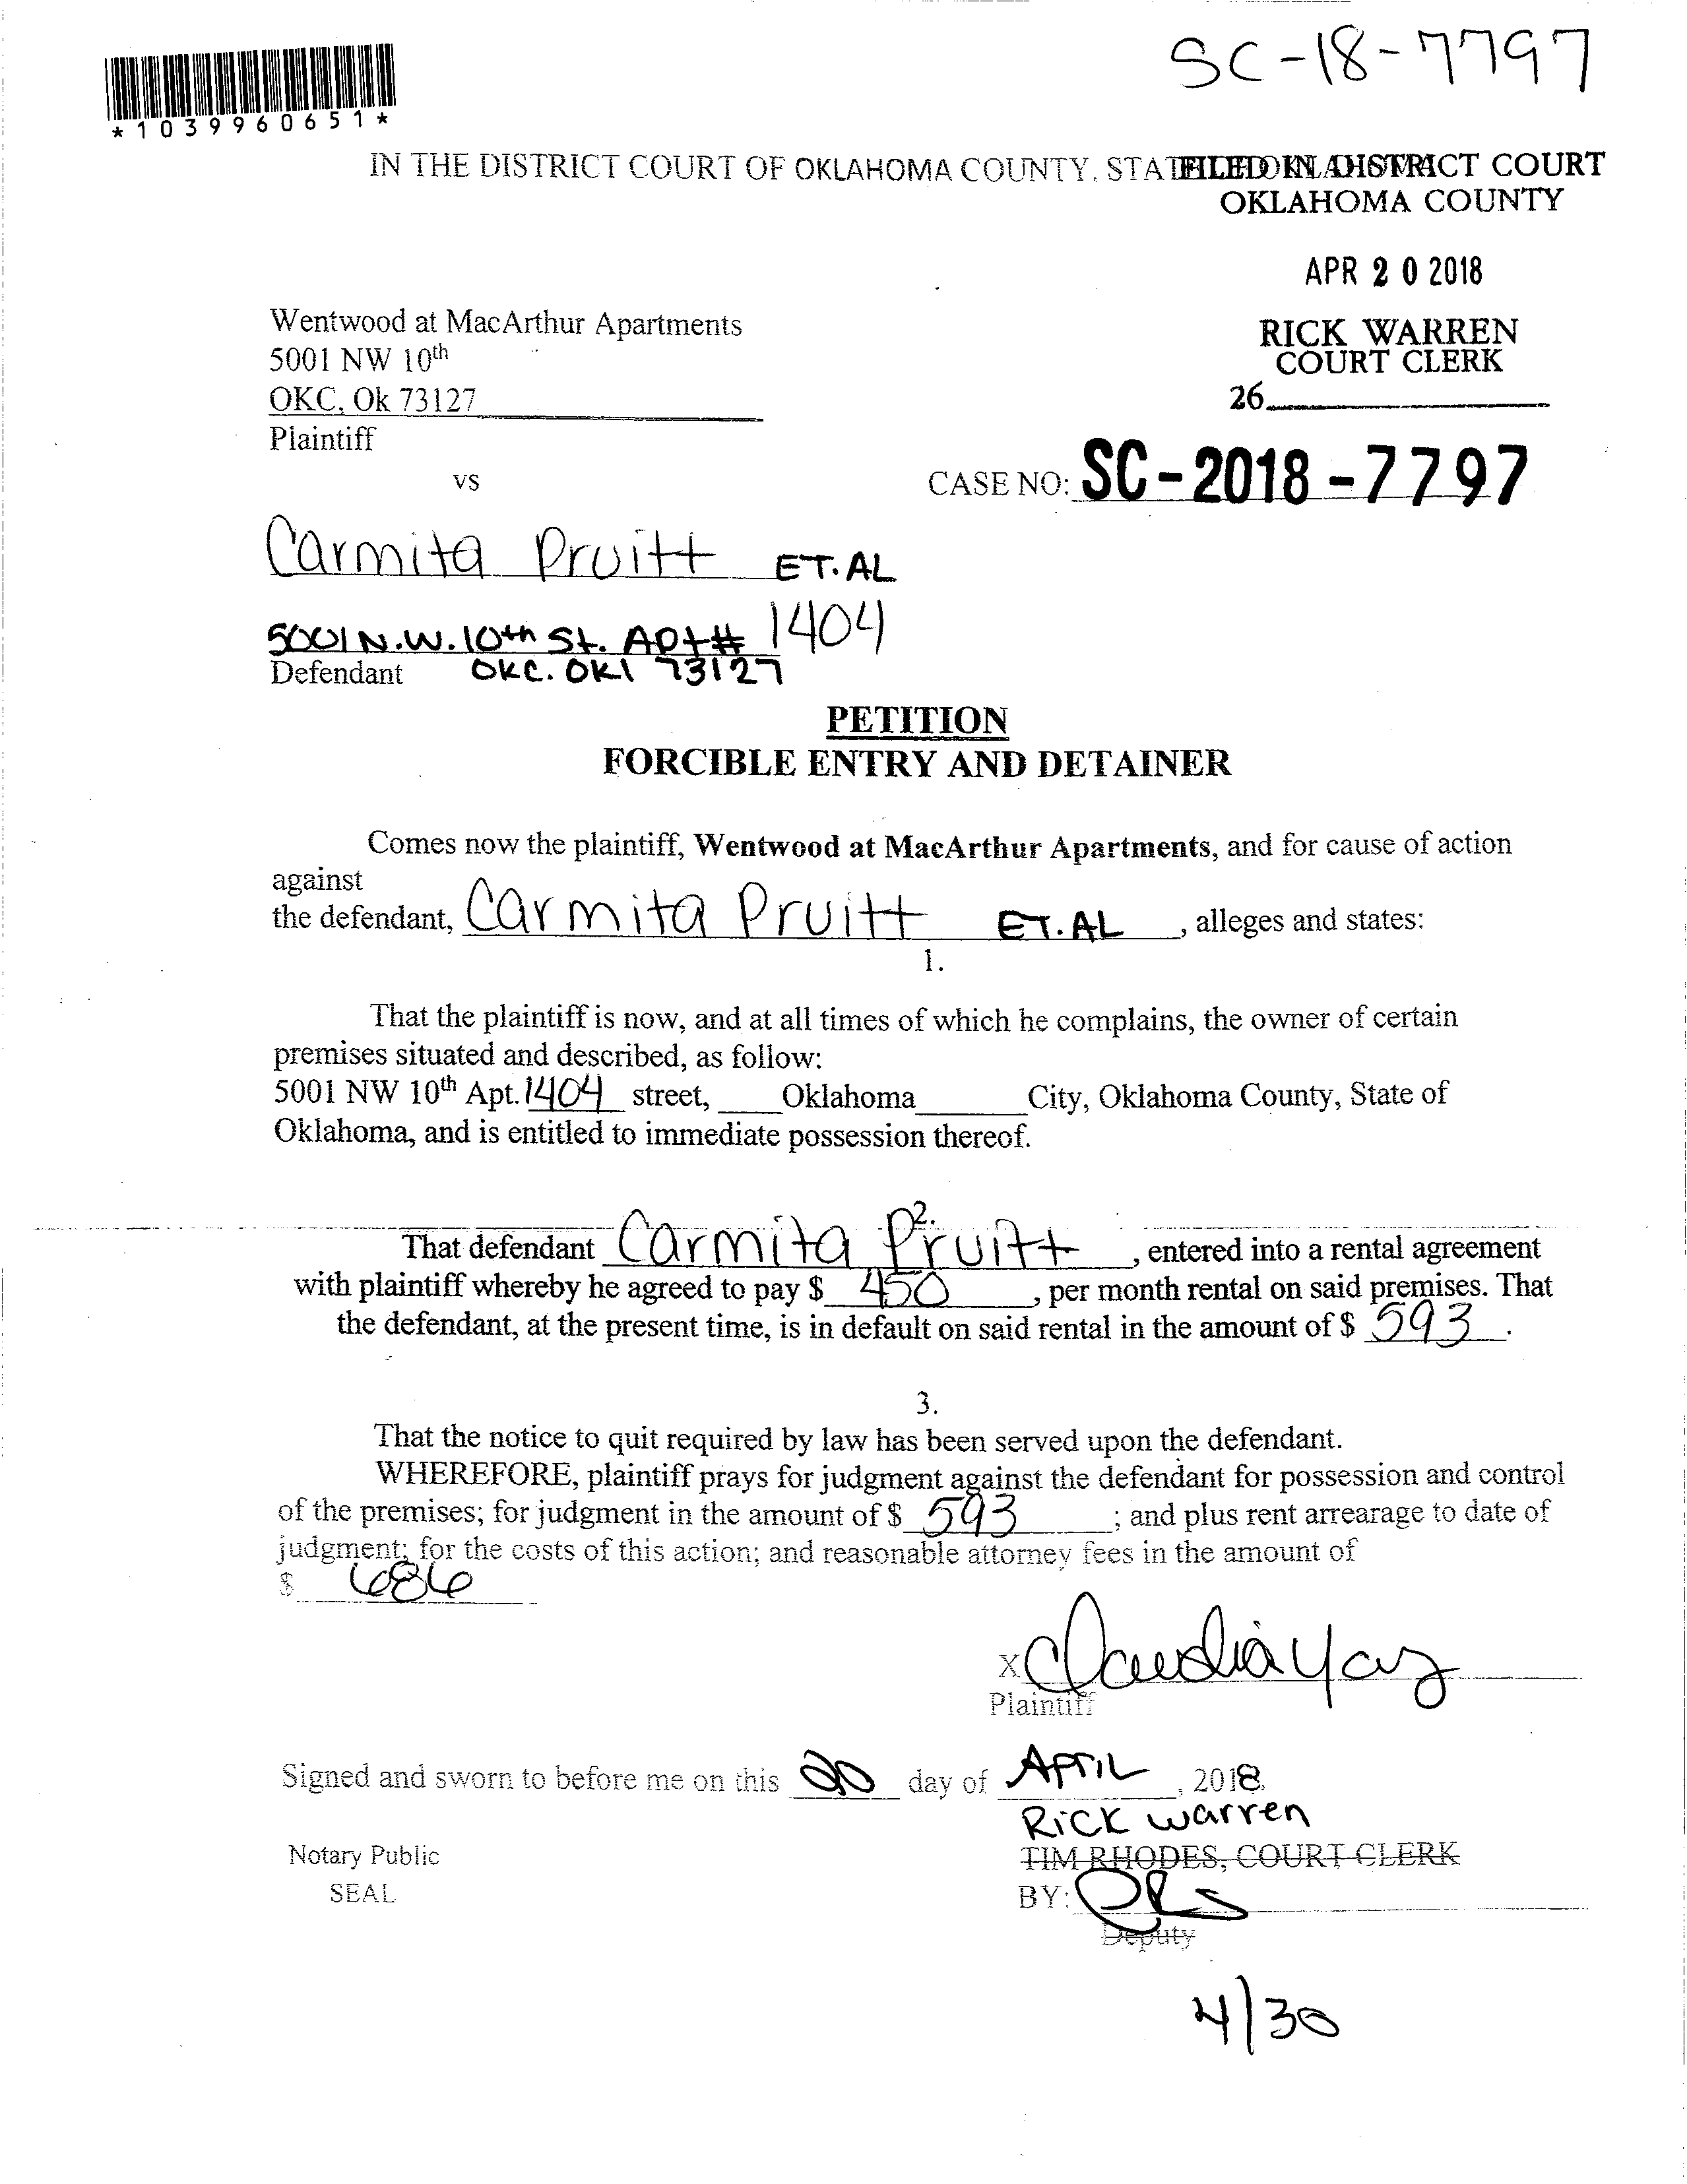 SC-18-7797
*1039960651*
IN THE DISTRICT COURT OF OKLAHOMA COUNTY, STATE
FILED IN DISTRICT COURT
OKLAHOMA COUNTY
APR 20 2018
Wentwood at MacArthur Apartments
RICK WARREN
5001 NW 10th
COURT CLERK
OKC, Ok 73127
26
Plaintiff
vs
CASE NO: SC-2018-7797
Carmita Pruitt ET.AL
5001 N.W. 10th St. Apt# 1404
Defendant OKC. OKl 73127
PETITION
FORCIBLE ENTRY AND DETAINER
Comes now the plaintiff, Wentwood at MacArthur Apartments, and for cause of action
against
the defendant, Carmita Pruitt ET.AL, alleges and states:
1.
That the plaintiff is now, and at all times of which he complains, the owner of certain
premises situated and described, as follow:
5001 NW 10th Apt. 1404 street, Oklahoma City, Oklahoma County, State of
Oklahoma, and is entitled to immediate possession thereof.
2.
That defendant Carmita Pruitt, entered into a rental agreement
with plaintiff whereby he agreed to pay $ 450, per month rental on said premises. That
the defendant, at the present time, is in default on said rental in the amount of $ 593.
3.
That the notice to quit required by law has been served upon the defendant.
WHEREFORE, plaintiff prays for judgment against the defendant for possession and control
of the premises; for judgment in the amount of $ 593; and plus rent arrearage to date of
judgment; for the costs of this action; and reasonable attorney fees in the amount of
$ 686
X Claudia
Plaintiff
Signed and sworn to before me on this 20 day of APTIL, 2018.
Rick warren
Notary Public
TIM RHODES, COURT CLERK
SEAL
BY:
Deputy
4/30